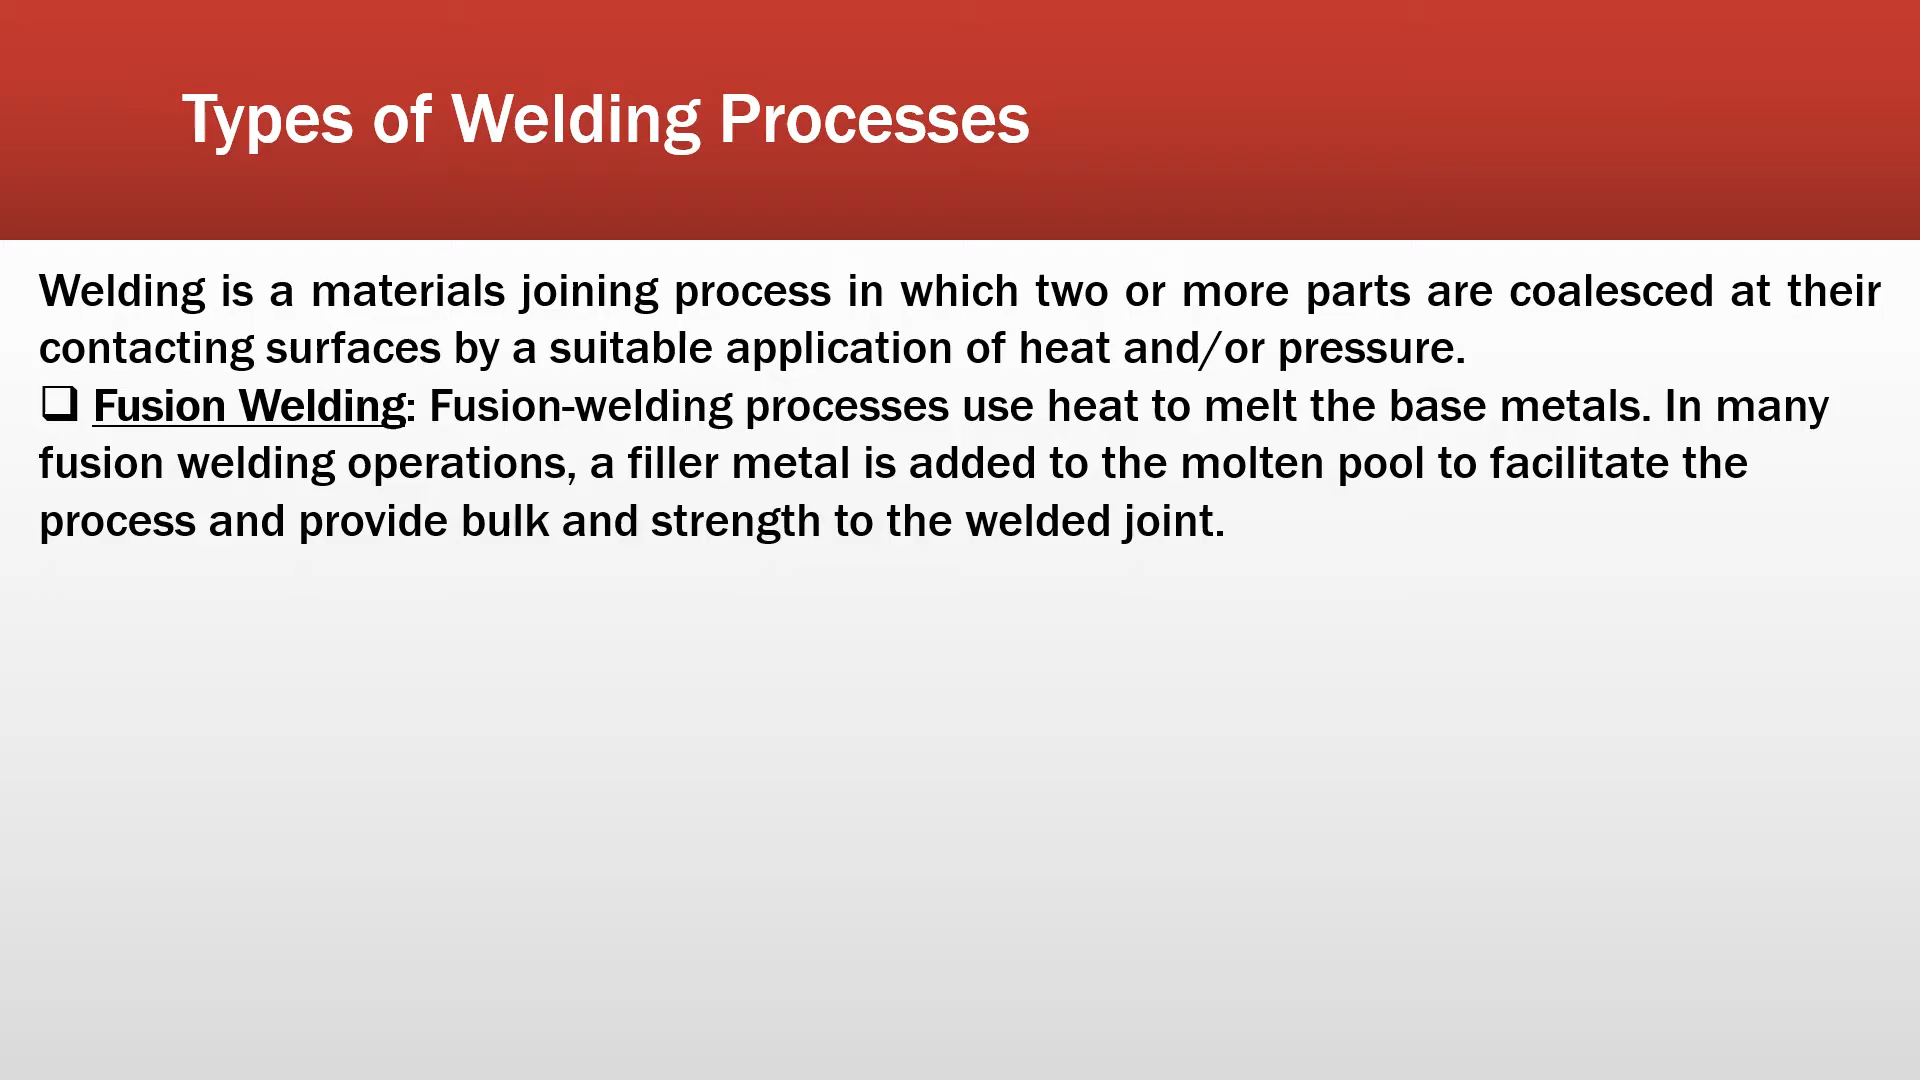 Types of Welding Processes
Welding is a materials joining process in which two or more parts are coalesced at their
contacting surfaces by a suitable application of heat and/or pressure.
❑ Fusion Welding: Fusion-welding processes use heat to melt the base metals. In many
fusion welding operations, a filler metal is added to the molten pool to facilitate the
process and provide bulk and strength to the welded joint.